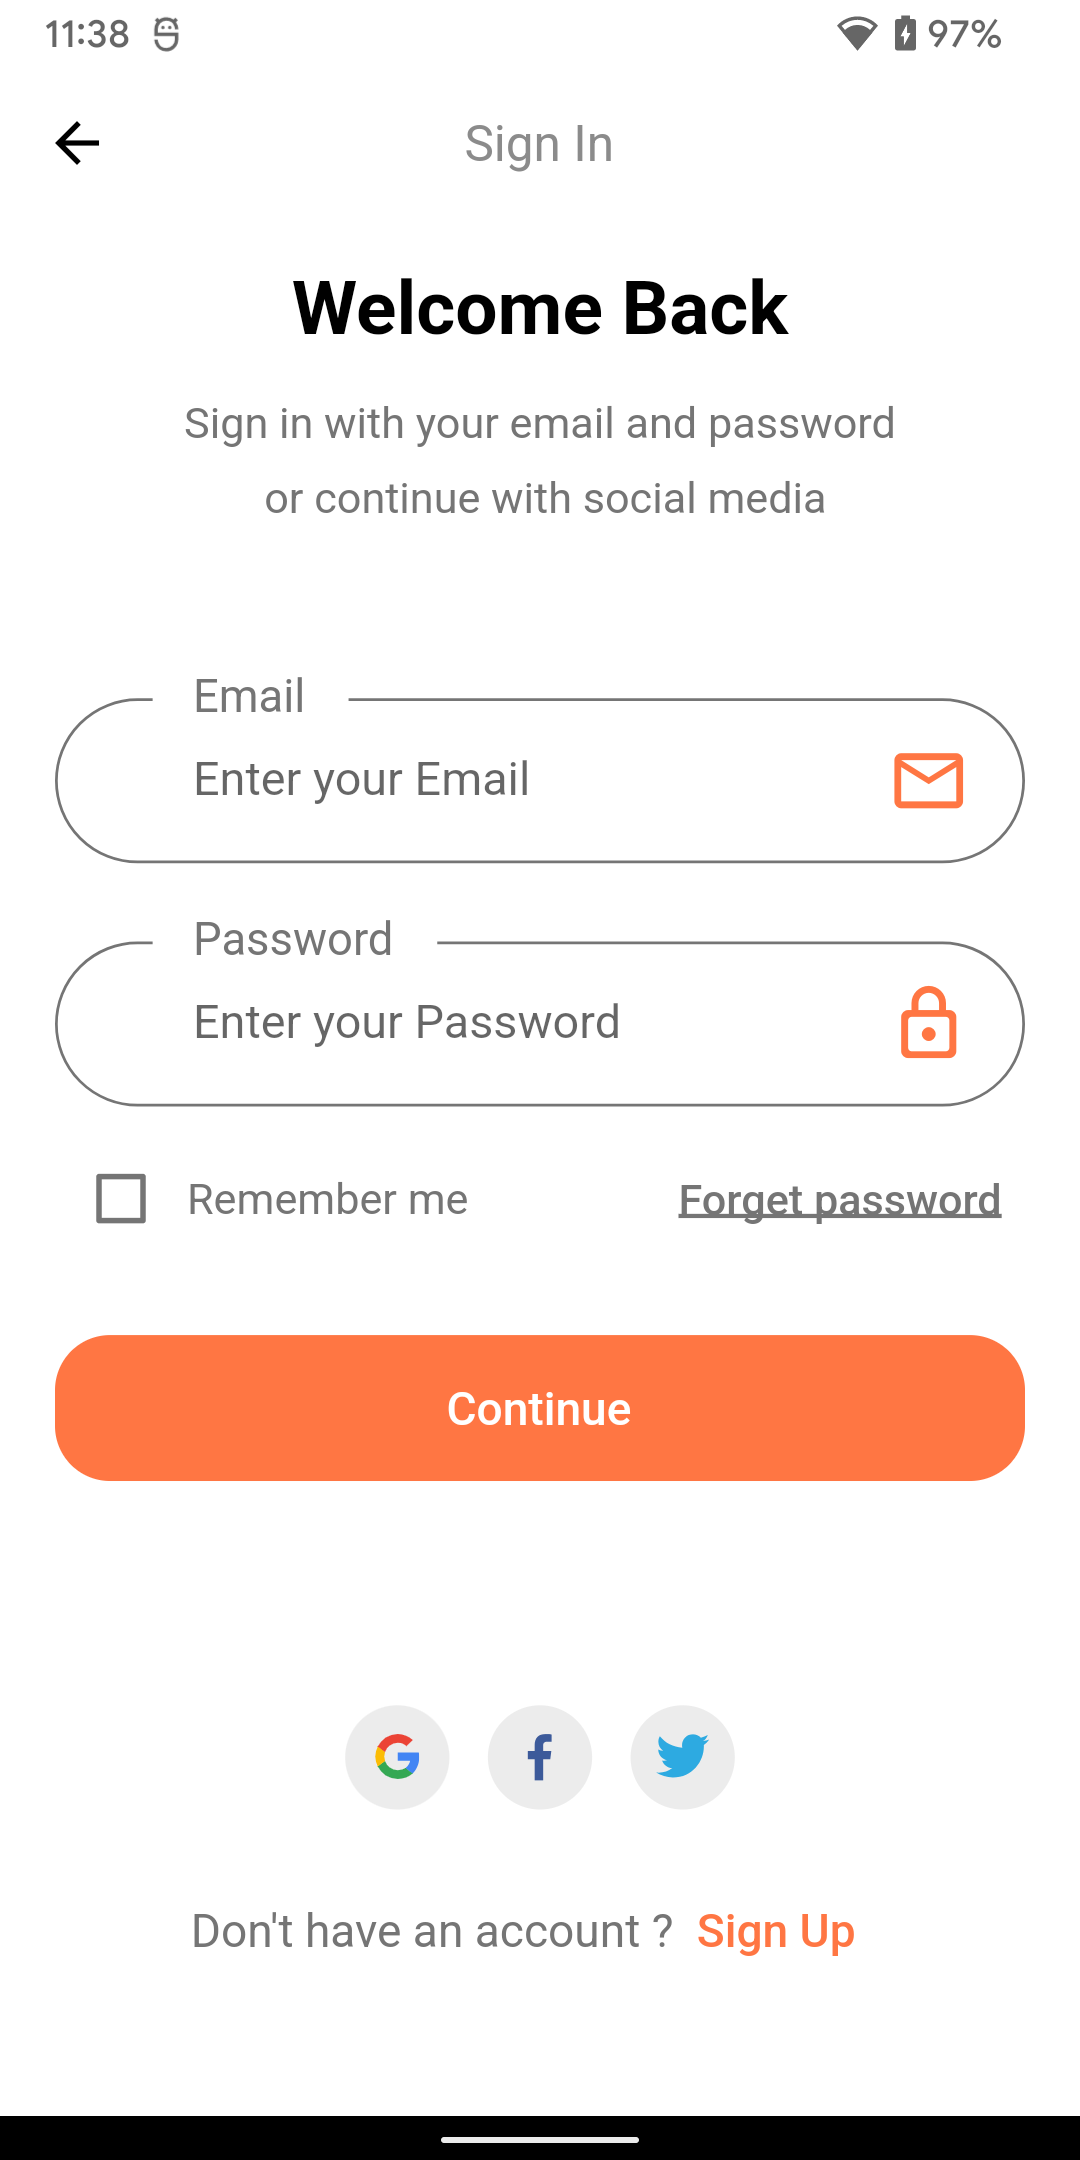 11:38
97%
Sign In
Welcome Back
Sign in with your email and password
or continue with social media
Email
Enter your Email
Password
Enter your Password
Remember me
Forget password
Continue
Don't have an account ? Sign Up